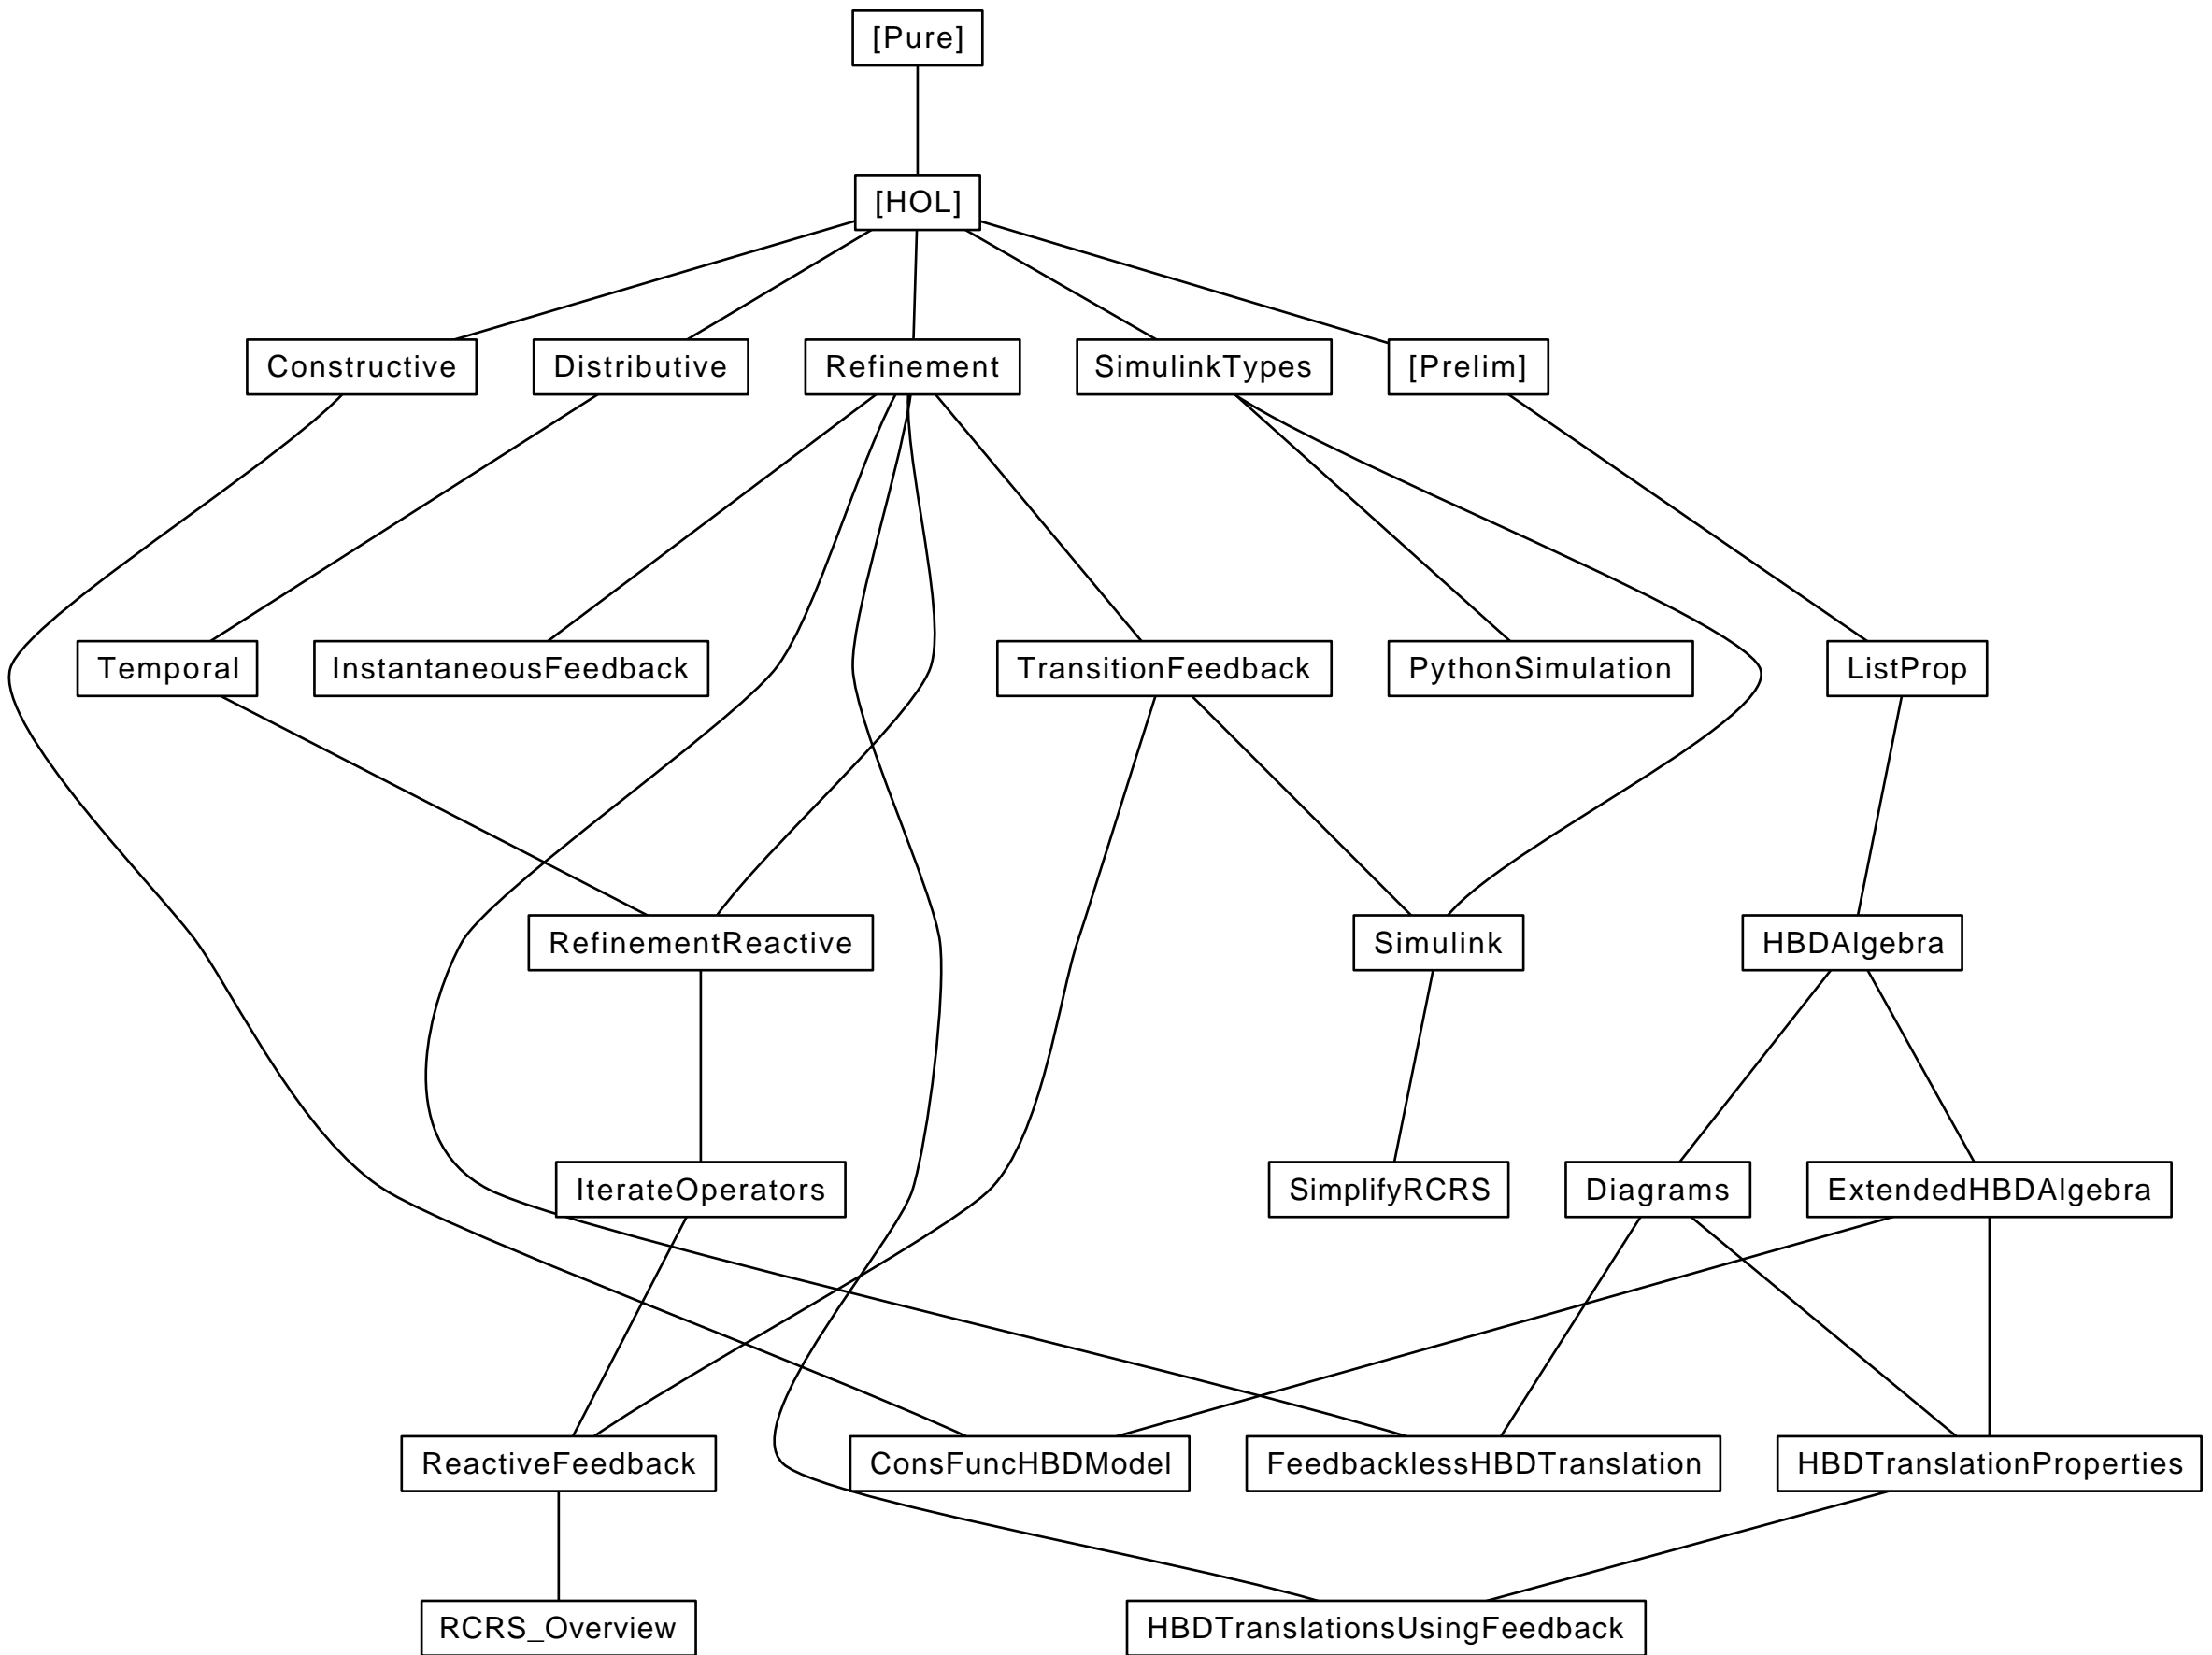 [Pure]
[HOL]
Constructive
Distributive
Refinement
SimulinkTypes
[Prelim]
Temporal
InstantaneousFeedback
TransitionFeedback
PythonSimulation
ListProp
RefinementReactive
Simulink
HBDAlgebra
IterateOperators
SimplifyRCRS
Diagrams
ExtendedHBDAlgebra
ReactiveFeedback
ConsFuncHBDModel
FeedbacklessHBDTranslation
HBDTranslationProperties
RCRS_Overview
HBDTranslationsUsingFeedback